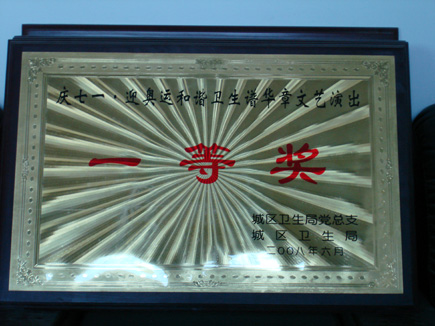 庆七一·迎奥运和谐卫生谱华章文艺演出
一等奖
城区卫生局党总支
城区卫生局
二00八年六月